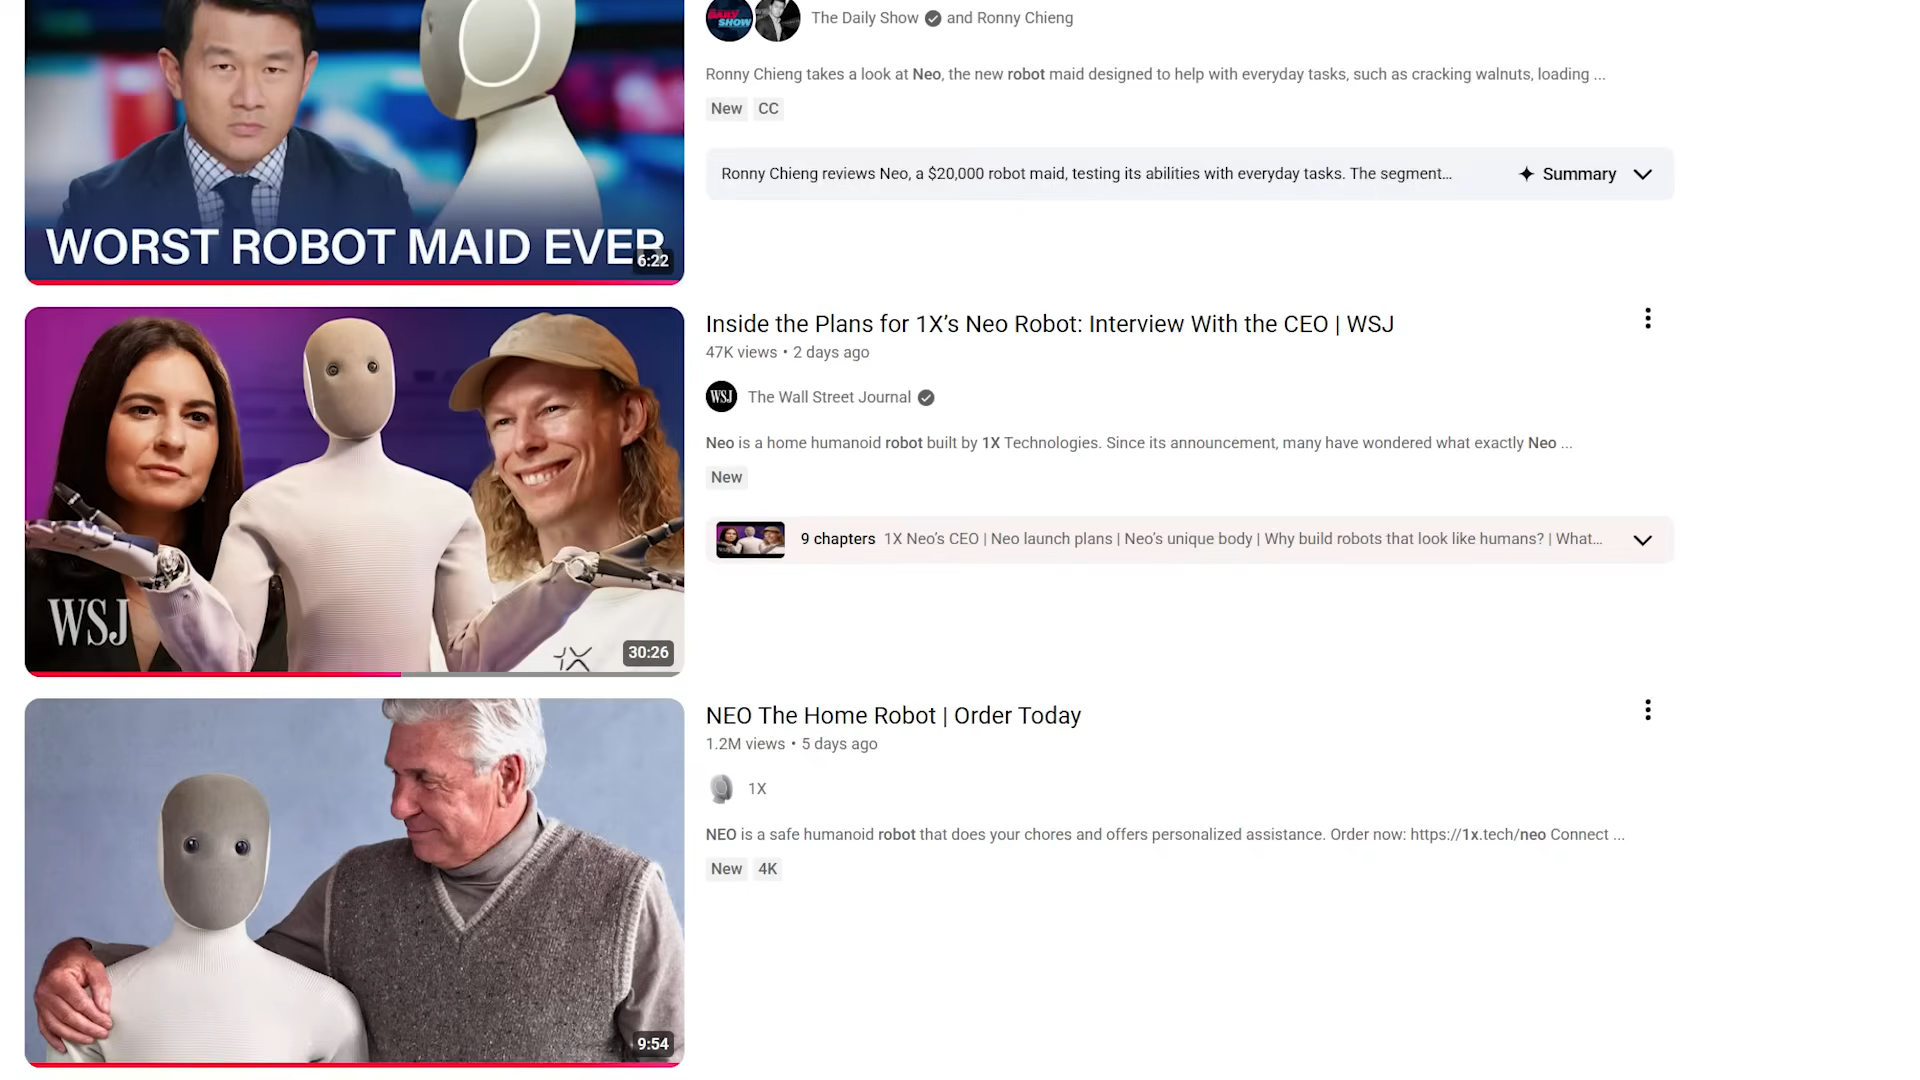 DAILY
SHOW
The Daily Show and Ronny Chieng
Ronny Chieng takes a look at Neo, the new robot maid designed to help with everyday tasks, such as cracking walnuts, loading ...
New CC
Ronny Chieng reviews Neo, a $20,000 robot maid, testing its abilities with everyday tasks. The segment... Summary
WORST ROBOT MAID EVER
6:22
Inside the Plans for 1X’s Neo Robot: Interview With the CEO | WSJ
47K views • 2 days ago
WSJ The Wall Street Journal
Neo is a home humanoid robot built by 1X Technologies. Since its announcement, many have wondered what exactly Neo ...
New
9 chapters 1X Neo’s CEO | Neo launch plans | Neo’s unique body | Why build robots that look like humans? | What...
WSJ
1X
30:26
NEO The Home Robot | Order Today
1.2M views • 5 days ago
1X
NEO is a safe humanoid robot that does your chores and offers personalized assistance. Order now: https://1x.tech/neo Connect ...
New 4K
9:54